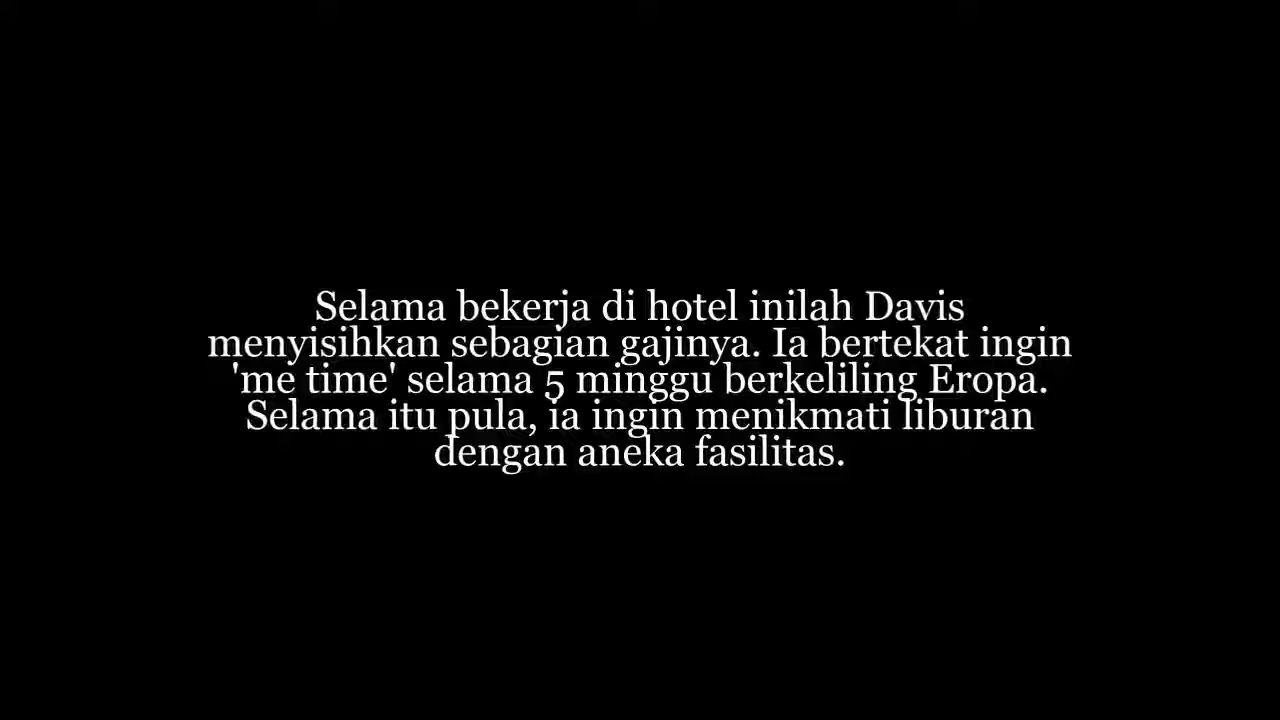 Selama bekerja di hotel inilah Davis
menyisihkan sebagian gajinya. Ia bertekat ingin
'me time' selama 5 minggu berkeliling Eropa.
Selama itu pula, ia ingin menikmati liburan
dengan aneka fasilitas.